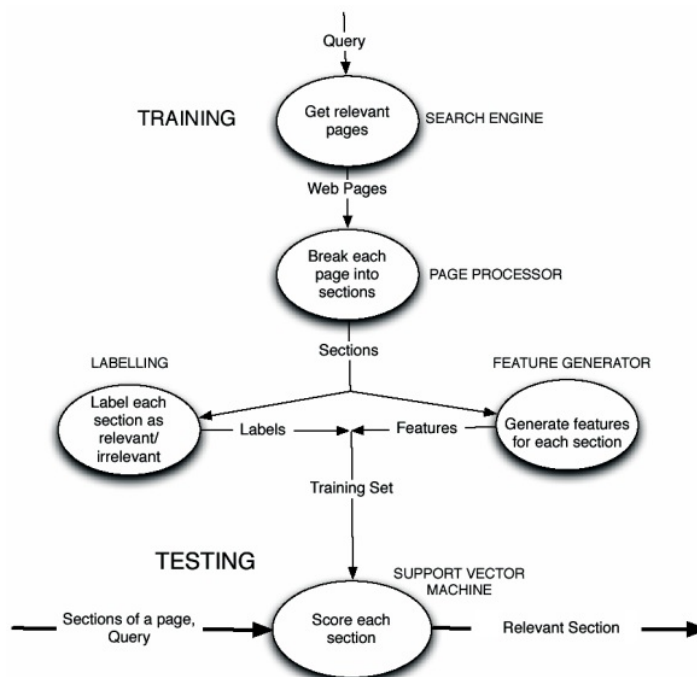 Query
TRAINING
Get relevant
pages
SEARCH ENGINE
Web Pages
Break each
page into
sections
PAGE PROCESSOR
Sections
LABELLING
FEATURE GENERATOR
Label each
section as
relevant/
irrelevant
Labels
Features
Generate features
for each section
Training Set
TESTING
SUPPORT VECTOR
MACHINE
Sections of a page,
Query
Score each
section
Relevant Section